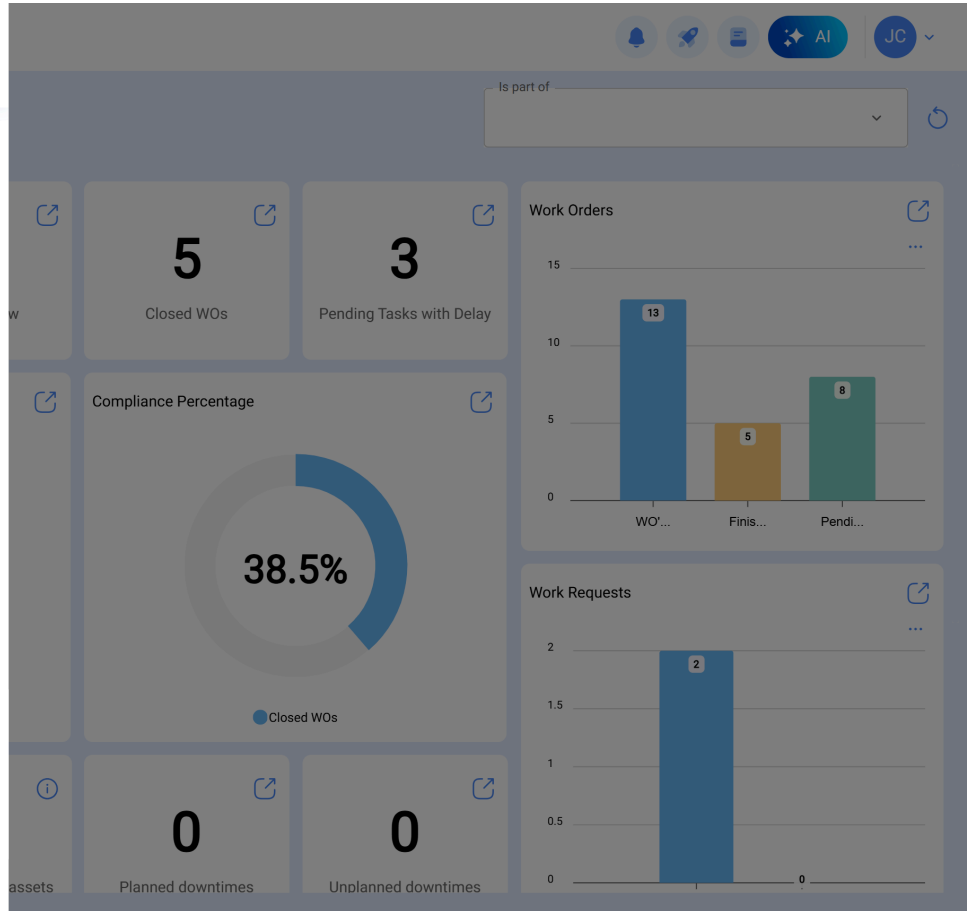 AI
JC
Is part of
w
5
Closed WOs
3
Pending Tasks with Delay
Work Orders
...
15
10
5
0
13
5
8
WO'...
Finis...
Pendi...
Compliance Percentage
38.5%
Closed WOs
Work Requests
...
2
1.5
1
0.5
0
2
0
assets
0
Planned downtimes
0
Unplanned downtimes